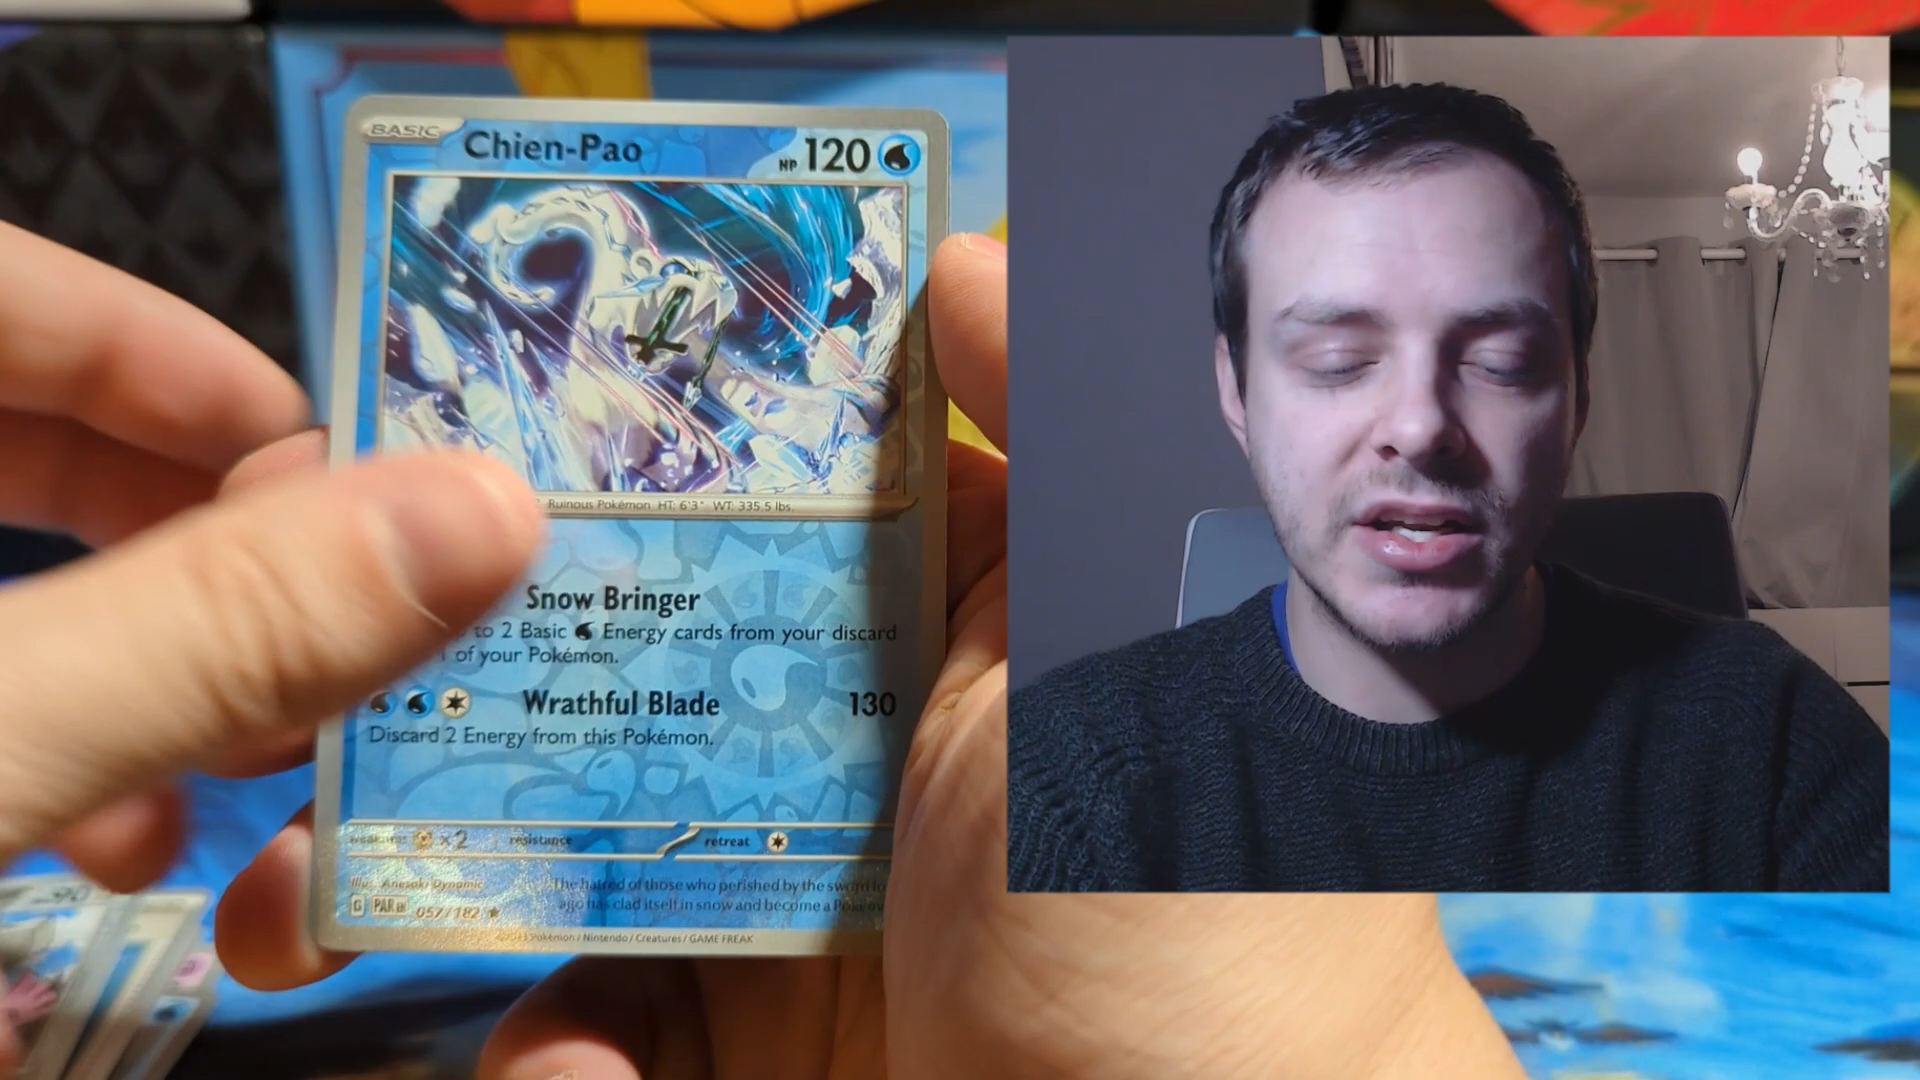 BASIC Chien-Pao HP 120
Ruinous Pokémon HT: 6'3" WT: 335.5 lbs.
Snow Bringer
to 2 Basic Energy cards from your discard
1 of your Pokémon.
Wrathful Blade 130
Discard 2 Energy from this Pokémon.
weakness ×2 resistance retreat
Illus. Anesaki Dynamic
The hatred of those who perished by the sword lo
ago has clad itself in snow and become a Pokémon
G PAR EN 057/182 ★
©2023 Pokémon / Nintendo / Creatures / GAME FREAK